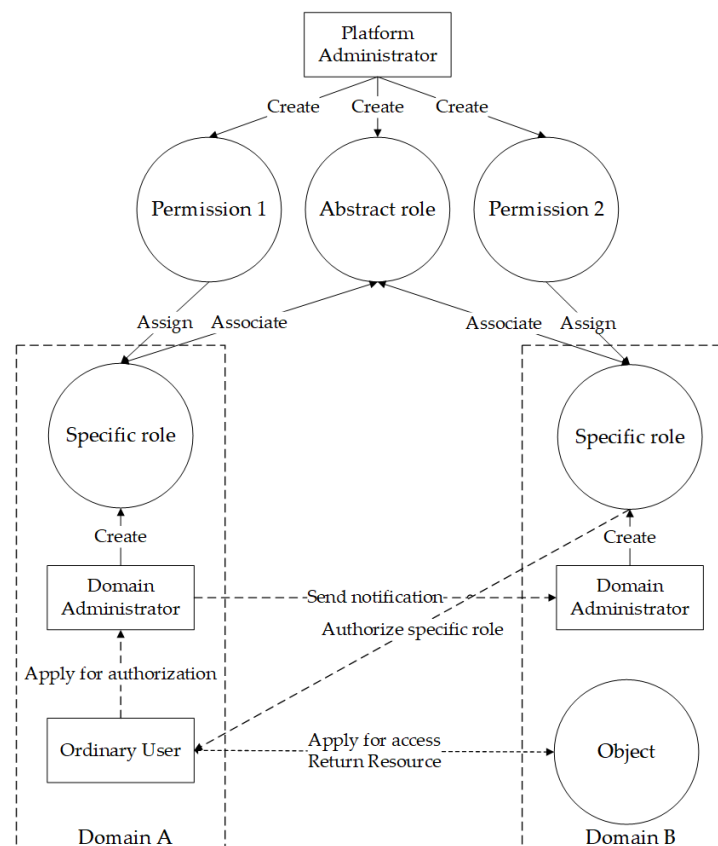 Platform
Administrator
Create
Create
Create
Permission 1
Abstract role
Permission 2
Assign
Associate
Associate
Assign
Specific role
Specific role
Create
Create
Domain
Administrator
Send notification
Domain
Administrator
Authorize specific role
Apply for authorization
Ordinary User
Apply for access
Return Resource
Object
Domain A
Domain B